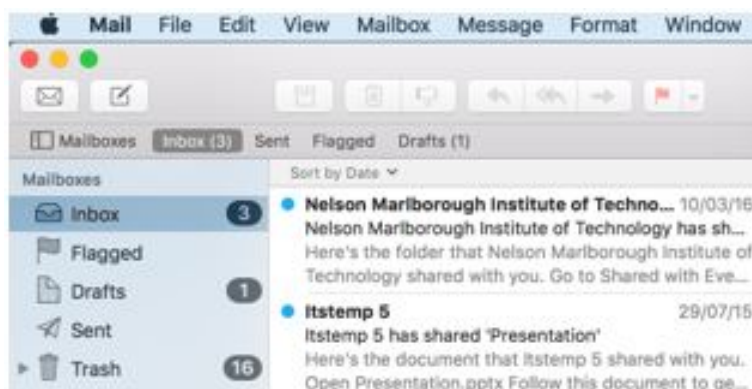 Mail File Edit View Mailbox Message Format Window
Mailboxes Inbox (3) Sent Flagged Drafts (1)
Mailboxes
Sort by Date
Inbox 3
Nelson Marlborough Institute of Techno... 10/03/16
Nelson Marlborough Institute of Technology has sh...
Flagged
Here's the folder that Nelson Marlborough Institute of
Technology shared with you. Go to Shared with Eve...
Drafts 1
Itstemp 5 29/07/15
Sent
Itstemp 5 has shared 'Presentation'
Here's the document that Itstemp 5 shared with you.
Trash 16
Open Presentation.pptx Follow this document to ge...